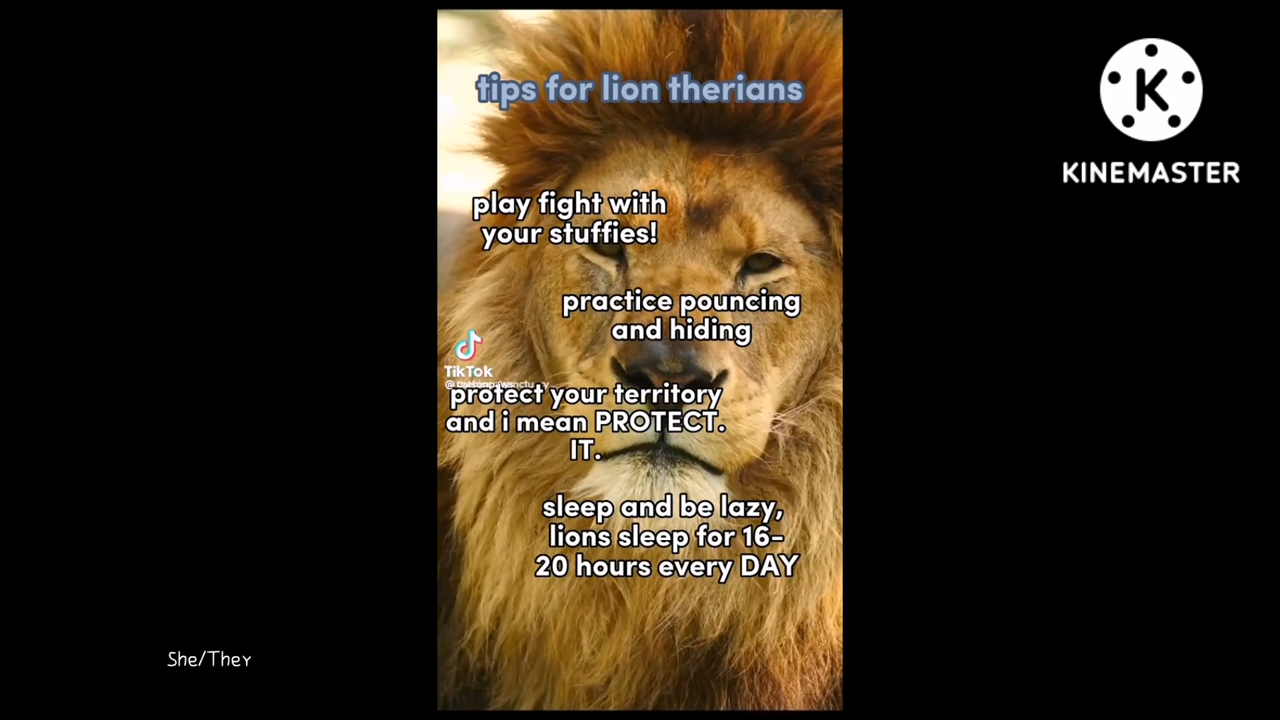 tips for lion therians
K
KINEMASTER
play fight with
your stuffies!
practice pouncing
and hiding
TikTok
protect your territory
and i mean PROTECT.
IT.
sleep and be lazy,
lions sleep for 16-
20 hours every DAY
She/They